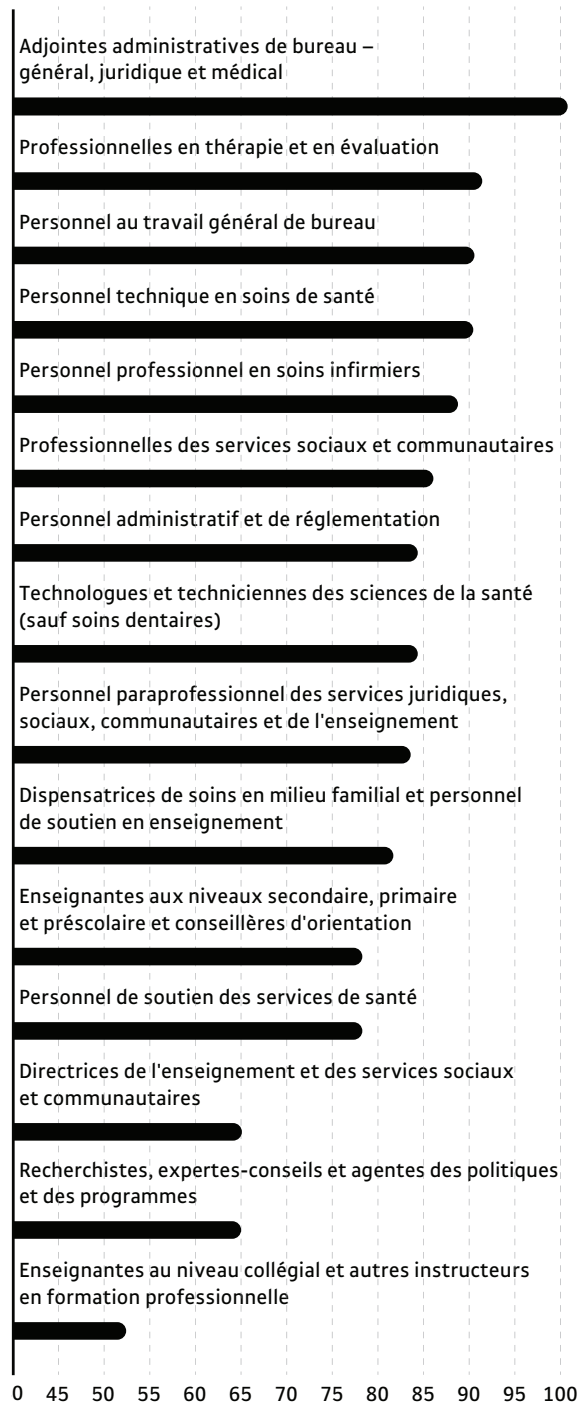 Adjointes administratives de bureau –
général, juridique et médical
Professionnelles en thérapie et en évaluation
Personnel au travail général de bureau
Personnel technique en soins de santé
Personnel professionnel en soins infirmiers
Professionnelles des services sociaux et communautaires
Personnel administratif et de réglementation
Technologues et techniciennes des sciences de la santé
(sauf soins dentaires)
Personnel paraprofessionnel des services juridiques,
sociaux, communautaires et de l'enseignement
Dispensatrices de soins en milieu familial et personnel
de soutien en enseignement
Enseignantes aux niveaux secondaire, primaire
et préscolaire et conseillères d'orientation
Personnel de soutien des services de santé
Directrices de l'enseignement et des services sociaux
et communautaires
Recherchistes, expertes-conseils et agentes des politiques
et des programmes
Enseignantes au niveau collégial et autres instructeurs
en formation professionnelle
0 45 50 55 60 65 70 75 80 85 90 95 100